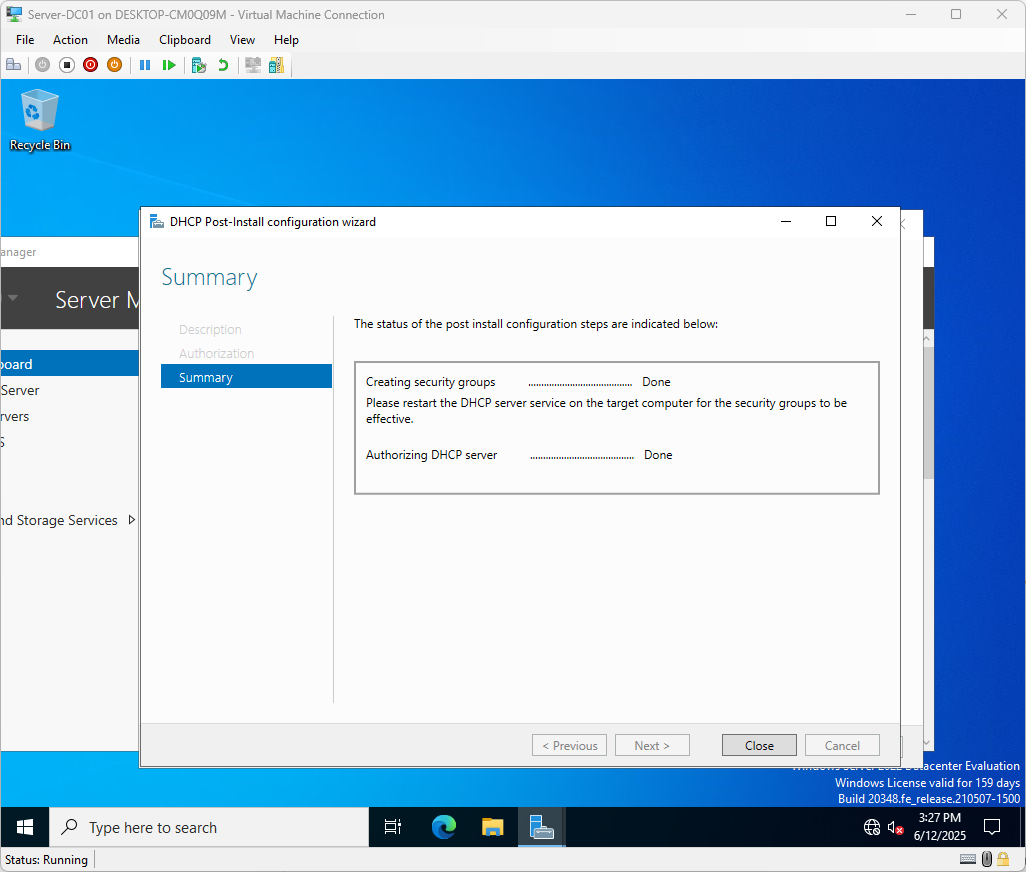 Server-DC01 on DESKTOP-CM0Q09M - Virtual Machine Connection
File Action Media Clipboard View Help
Recycle Bin
DHCP Post-Install configuration wizard
anager
Server M
Summary
Description
Authorization
Summary
The status of the post install configuration steps are indicated below:
Creating security groups ........................................ Done
Please restart the DHCP server service on the target computer for the security groups to be
effective.
Authorizing DHCP server ........................................ Done
board
Server
rvers
S
nd Storage Services
< Previous Next > Close Cancel
Datacenter Evaluation
Windows License valid for 159 days
Build 20348.fe_release.210507-1500
Type here to search
3:27 PM
6/12/2025
Status: Running